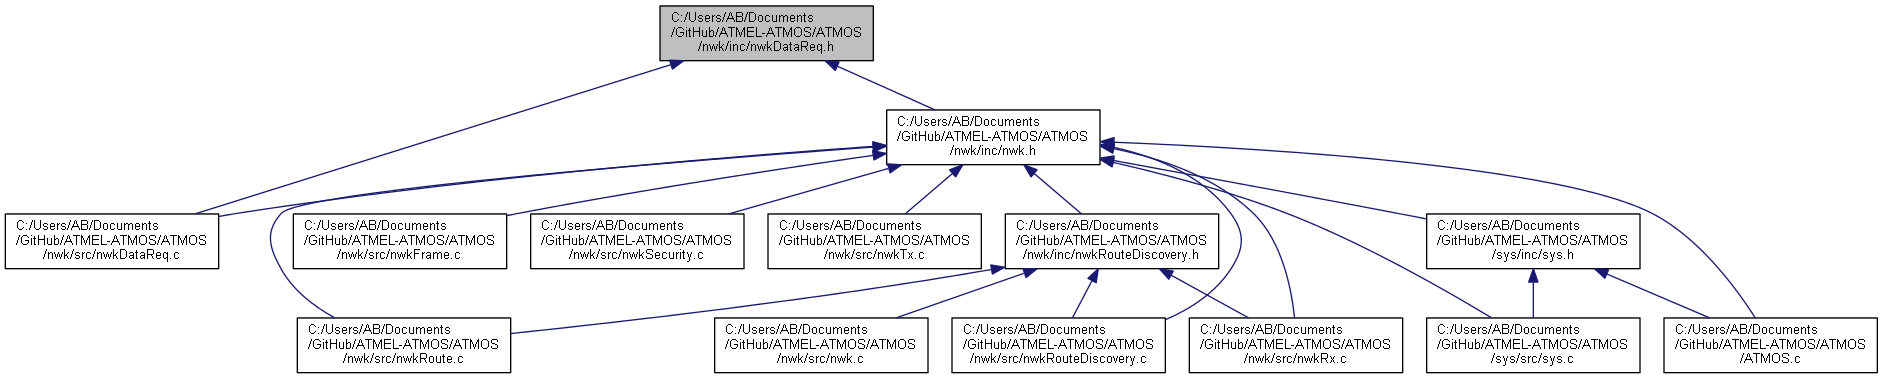 C:/Users/AB/Documents
/GitHub/ATMEL-ATMOS/ATMOS
/nwk/inc/nwkDataReq.h
C:/Users/AB/Documents
/GitHub/ATMEL-ATMOS/ATMOS
/nwk/inc/nwk.h
C:/Users/AB/Documents
/GitHub/ATMEL-ATMOS/ATMOS
/nwk/src/nwkDataReq.c
C:/Users/AB/Documents
/GitHub/ATMEL-ATMOS/ATMOS
/nwk/src/nwkFrame.c
C:/Users/AB/Documents
/GitHub/ATMEL-ATMOS/ATMOS
/nwk/src/nwkSecurity.c
C:/Users/AB/Documents
/GitHub/ATMEL-ATMOS/ATMOS
/nwk/src/nwkTx.c
C:/Users/AB/Documents
/GitHub/ATMEL-ATMOS/ATMOS
/nwk/inc/nwkRouteDiscovery.h
C:/Users/AB/Documents
/GitHub/ATMEL-ATMOS/ATMOS
/sys/inc/sys.h
C:/Users/AB/Documents
/GitHub/ATMEL-ATMOS/ATMOS
/nwk/src/nwkRoute.c
C:/Users/AB/Documents
/GitHub/ATMEL-ATMOS/ATMOS
/nwk/src/nwk.c
C:/Users/AB/Documents
/GitHub/ATMEL-ATMOS/ATMOS
/nwk/src/nwkRouteDiscovery.c
C:/Users/AB/Documents
/GitHub/ATMEL-ATMOS/ATMOS
/nwk/src/nwkRx.c
C:/Users/AB/Documents
/GitHub/ATMEL-ATMOS/ATMOS
/sys/src/sys.c
C:/Users/AB/Documents
/GitHub/ATMEL-ATMOS/ATMOS
/ATMOS.c